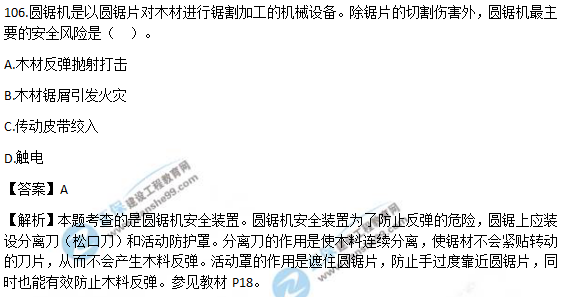 106.圆锯机是以圆锯片对木材进行锯割加工的机械设备。除锯片的切割伤害外，圆锯机最主
要的安全风险是（　）。
A.木材反弹抛射打击
B.木材锯屑引发火灾
C.传动皮带绞入
D.触电
【答案】A
【解析】本题考查的是圆锯机安全装置。圆锯机安全装置为了防止反弹的危险，圆锯上应装
设分离刀（松口刀）和活动防护罩。分离刀的作用是使木料连续分离，使锯材不会紧贴转动
的刀片，从而不会产生木料反弹。活动罩的作用是遮住圆锯片，防止手过度靠近圆锯片，同
时也能有效防止木料反弹。参见教材 P18。
建设工程教育网